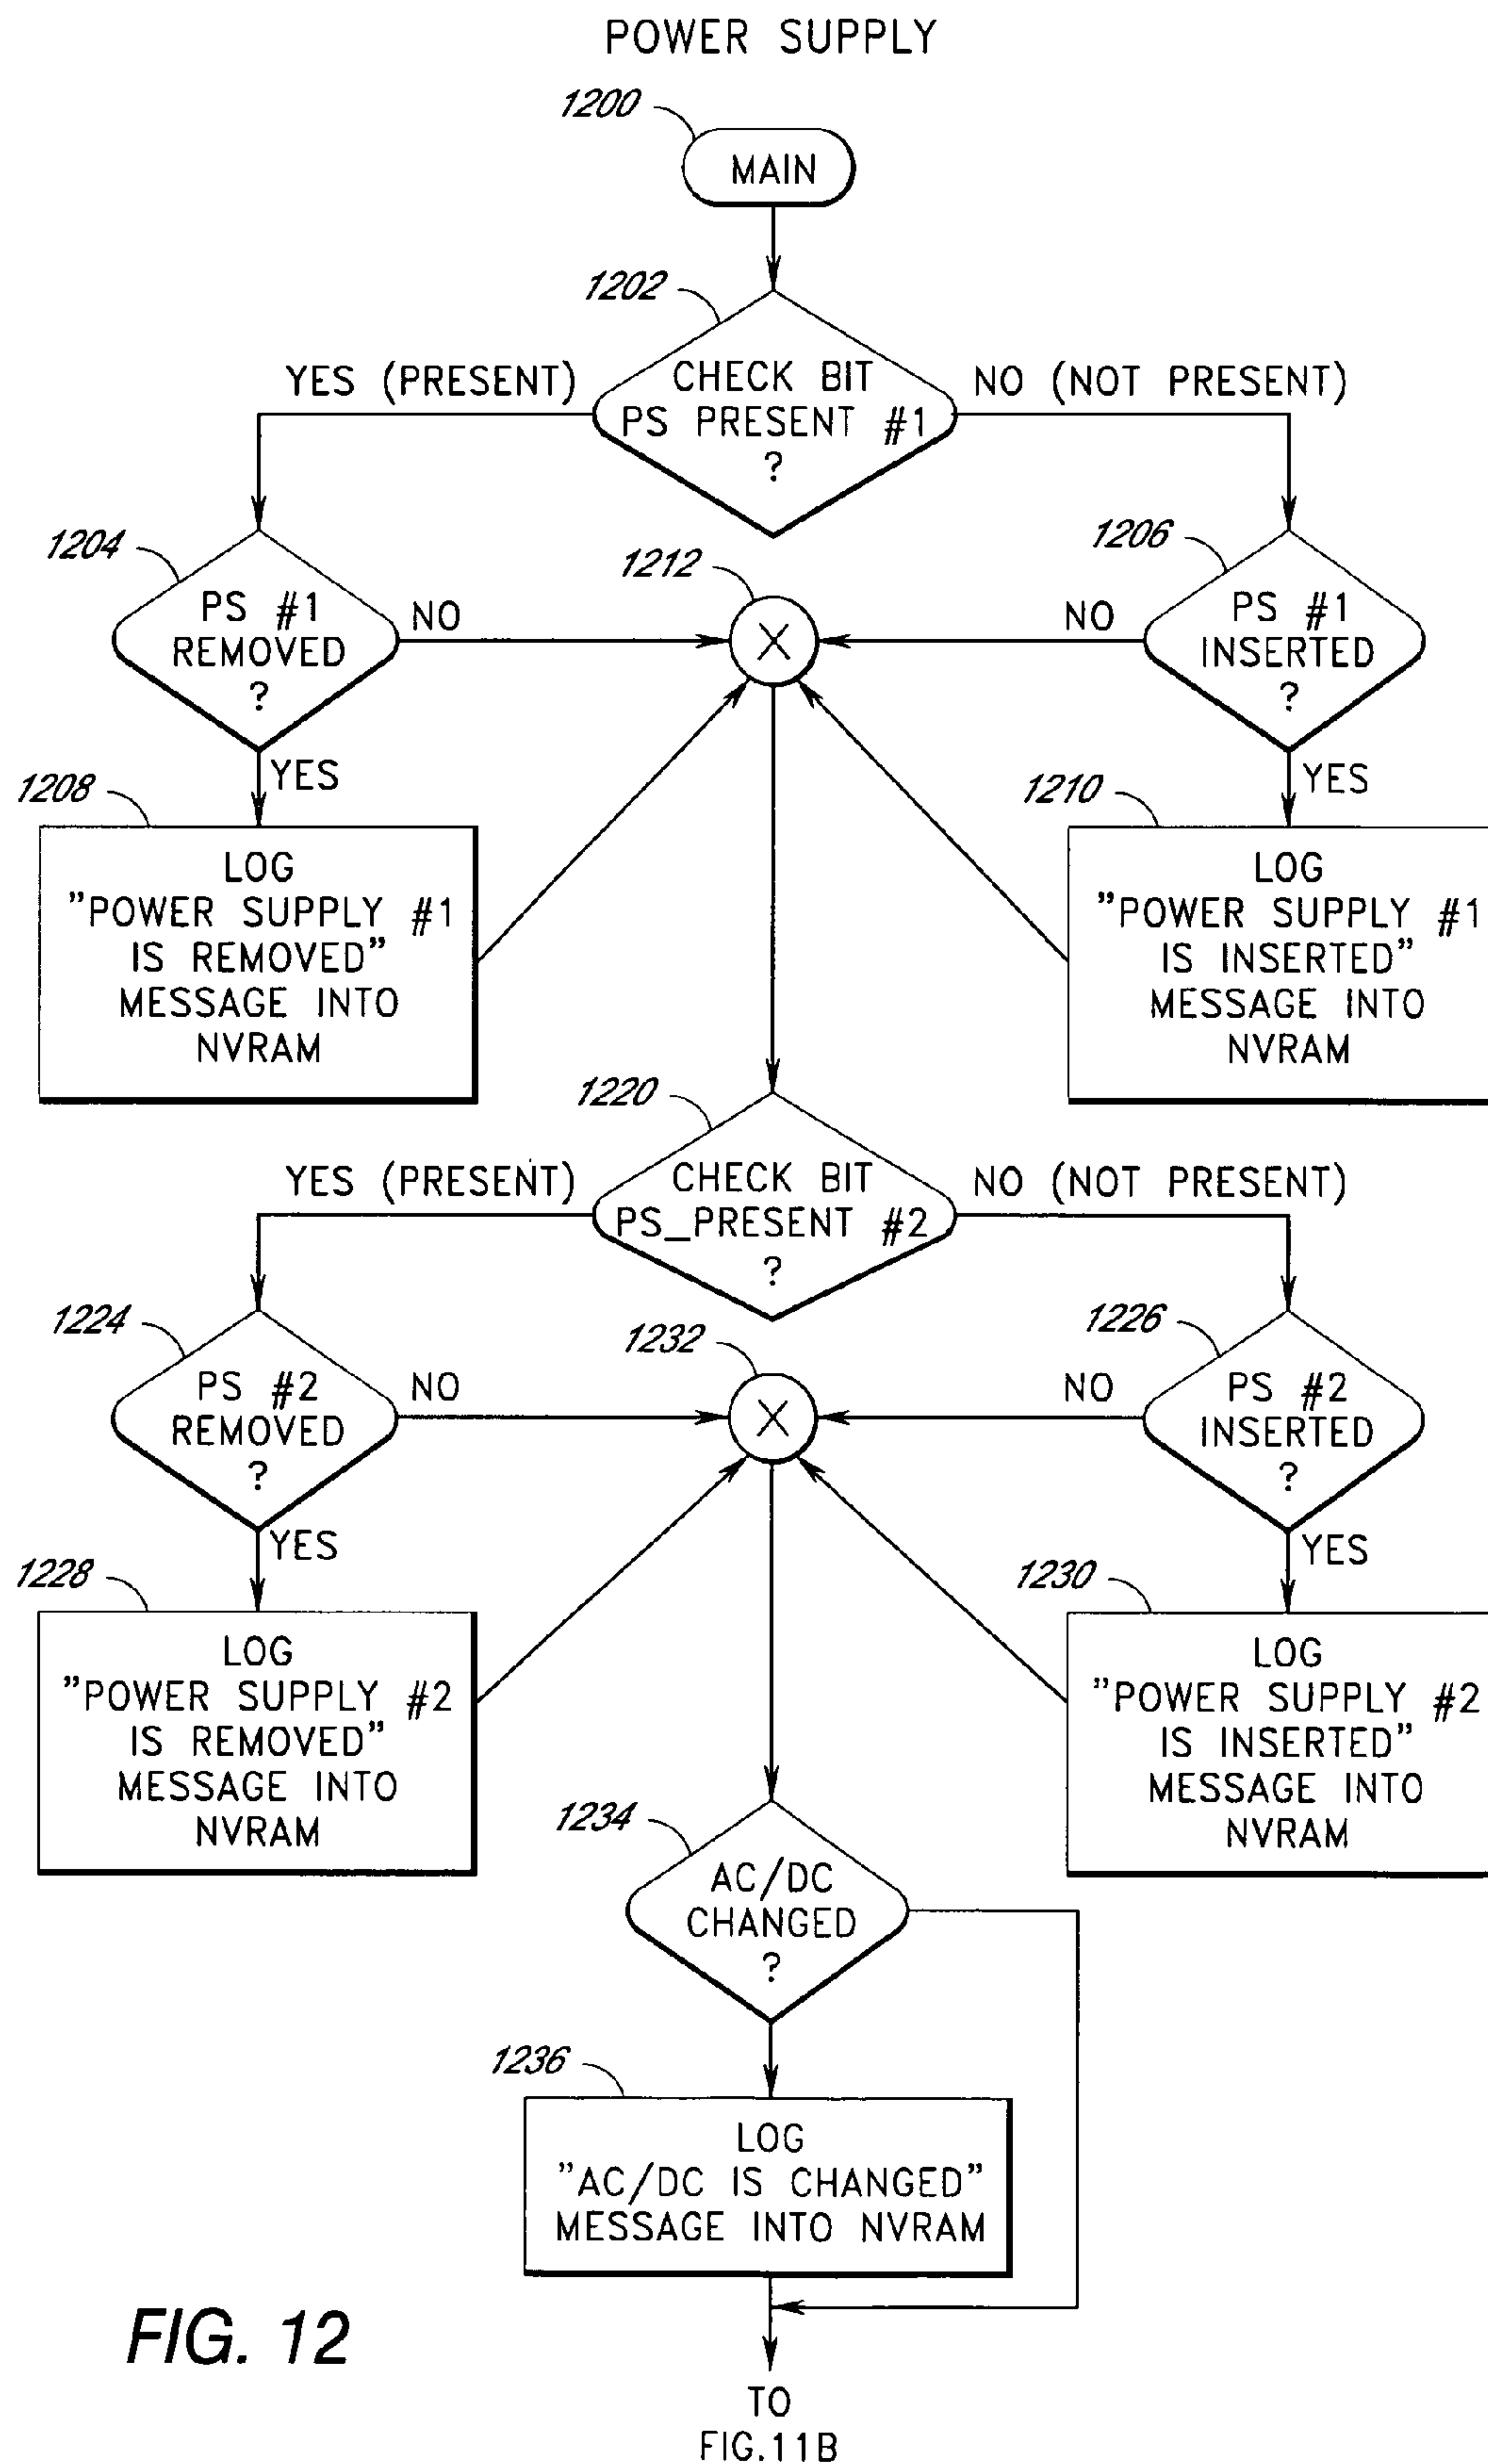 POWER SUPPLY
1200
MAIN
1202
YES (PRESENT)
CHECK BIT
PS PRESENT #1
?
NO (NOT PRESENT)
1204
PS #1
REMOVED
?
NO
1212
X
1206
NO
PS #1
INSERTED
?
YES
1208
LOG
"POWER SUPPLY #1
IS REMOVED"
MESSAGE INTO
NVRAM
YES
1210
LOG
"POWER SUPPLY #1
IS INSERTED"
MESSAGE INTO
NVRAM
1220
YES (PRESENT)
CHECK BIT
PS_PRESENT #2
?
NO (NOT PRESENT)
1224
PS #2
REMOVED
?
NO
1232
X
1226
NO
PS #2
INSERTED
?
YES
1228
LOG
"POWER SUPPLY #2
IS REMOVED"
MESSAGE INTO
NVRAM
YES
1230
LOG
"POWER SUPPLY #2
IS INSERTED"
MESSAGE INTO
NVRAM
1234
AC/DC
CHANGED
?
1236
LOG
"AC/DC IS CHANGED"
MESSAGE INTO NVRAM
FIG. 12
TO
FIG.11B